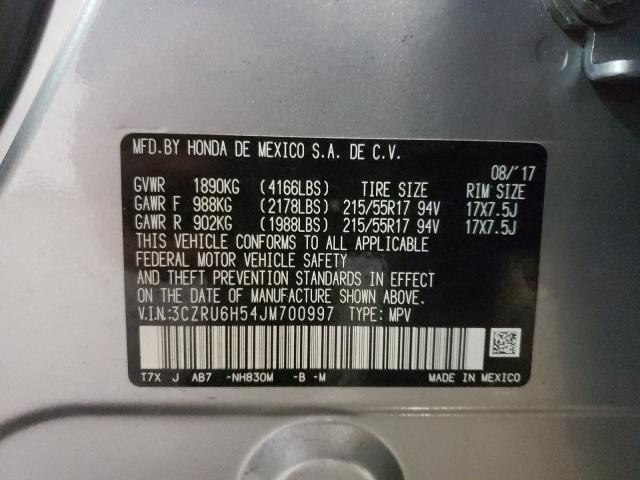 MFD.BY HONDA DE MEXICO S.A. DE C.V.
08/'17
GVWR 1890KG (4166LBS) TIRE SIZE RIM SIZE
GAWR F 988KG (2178LBS) 215/55R17 94V 17X7.5J
GAWR R 902KG (1988LBS) 215/55R17 94V 17X7.5J
THIS VEHICLE CONFORMS TO ALL APPLICABLE
FEDERAL MOTOR VEHICLE SAFETY
AND THEFT PREVENTION STANDARDS IN EFFECT
ON THE DATE OF MANUFACTURE SHOWN ABOVE.
V.I.N:3CZRU6H54JM700997 TYPE: MPV
T7X J AB7 -NH830M -B -M MADE IN MEXICO